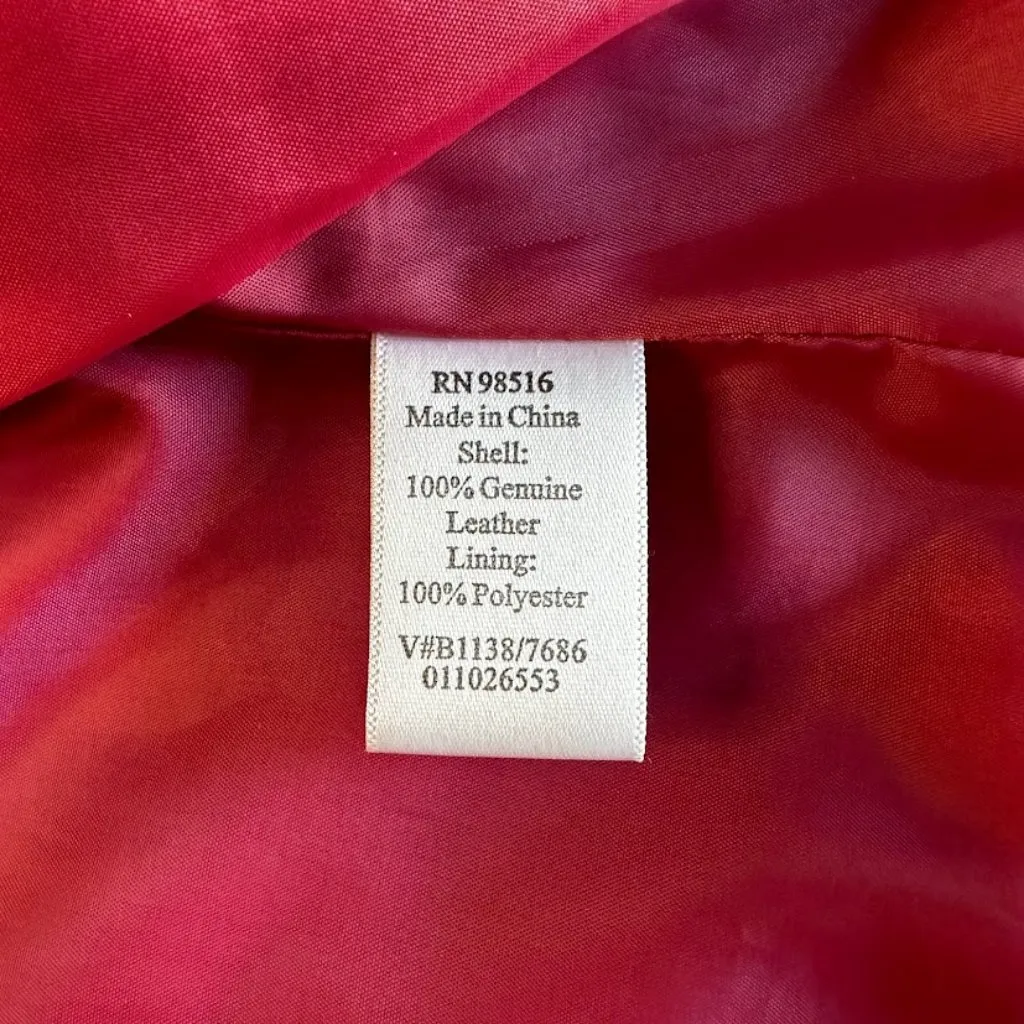 RN 98516
Made in China
Shell:
100% Genuine
Leather
Lining:
100% Polyester
V#B1138/7686
011026553